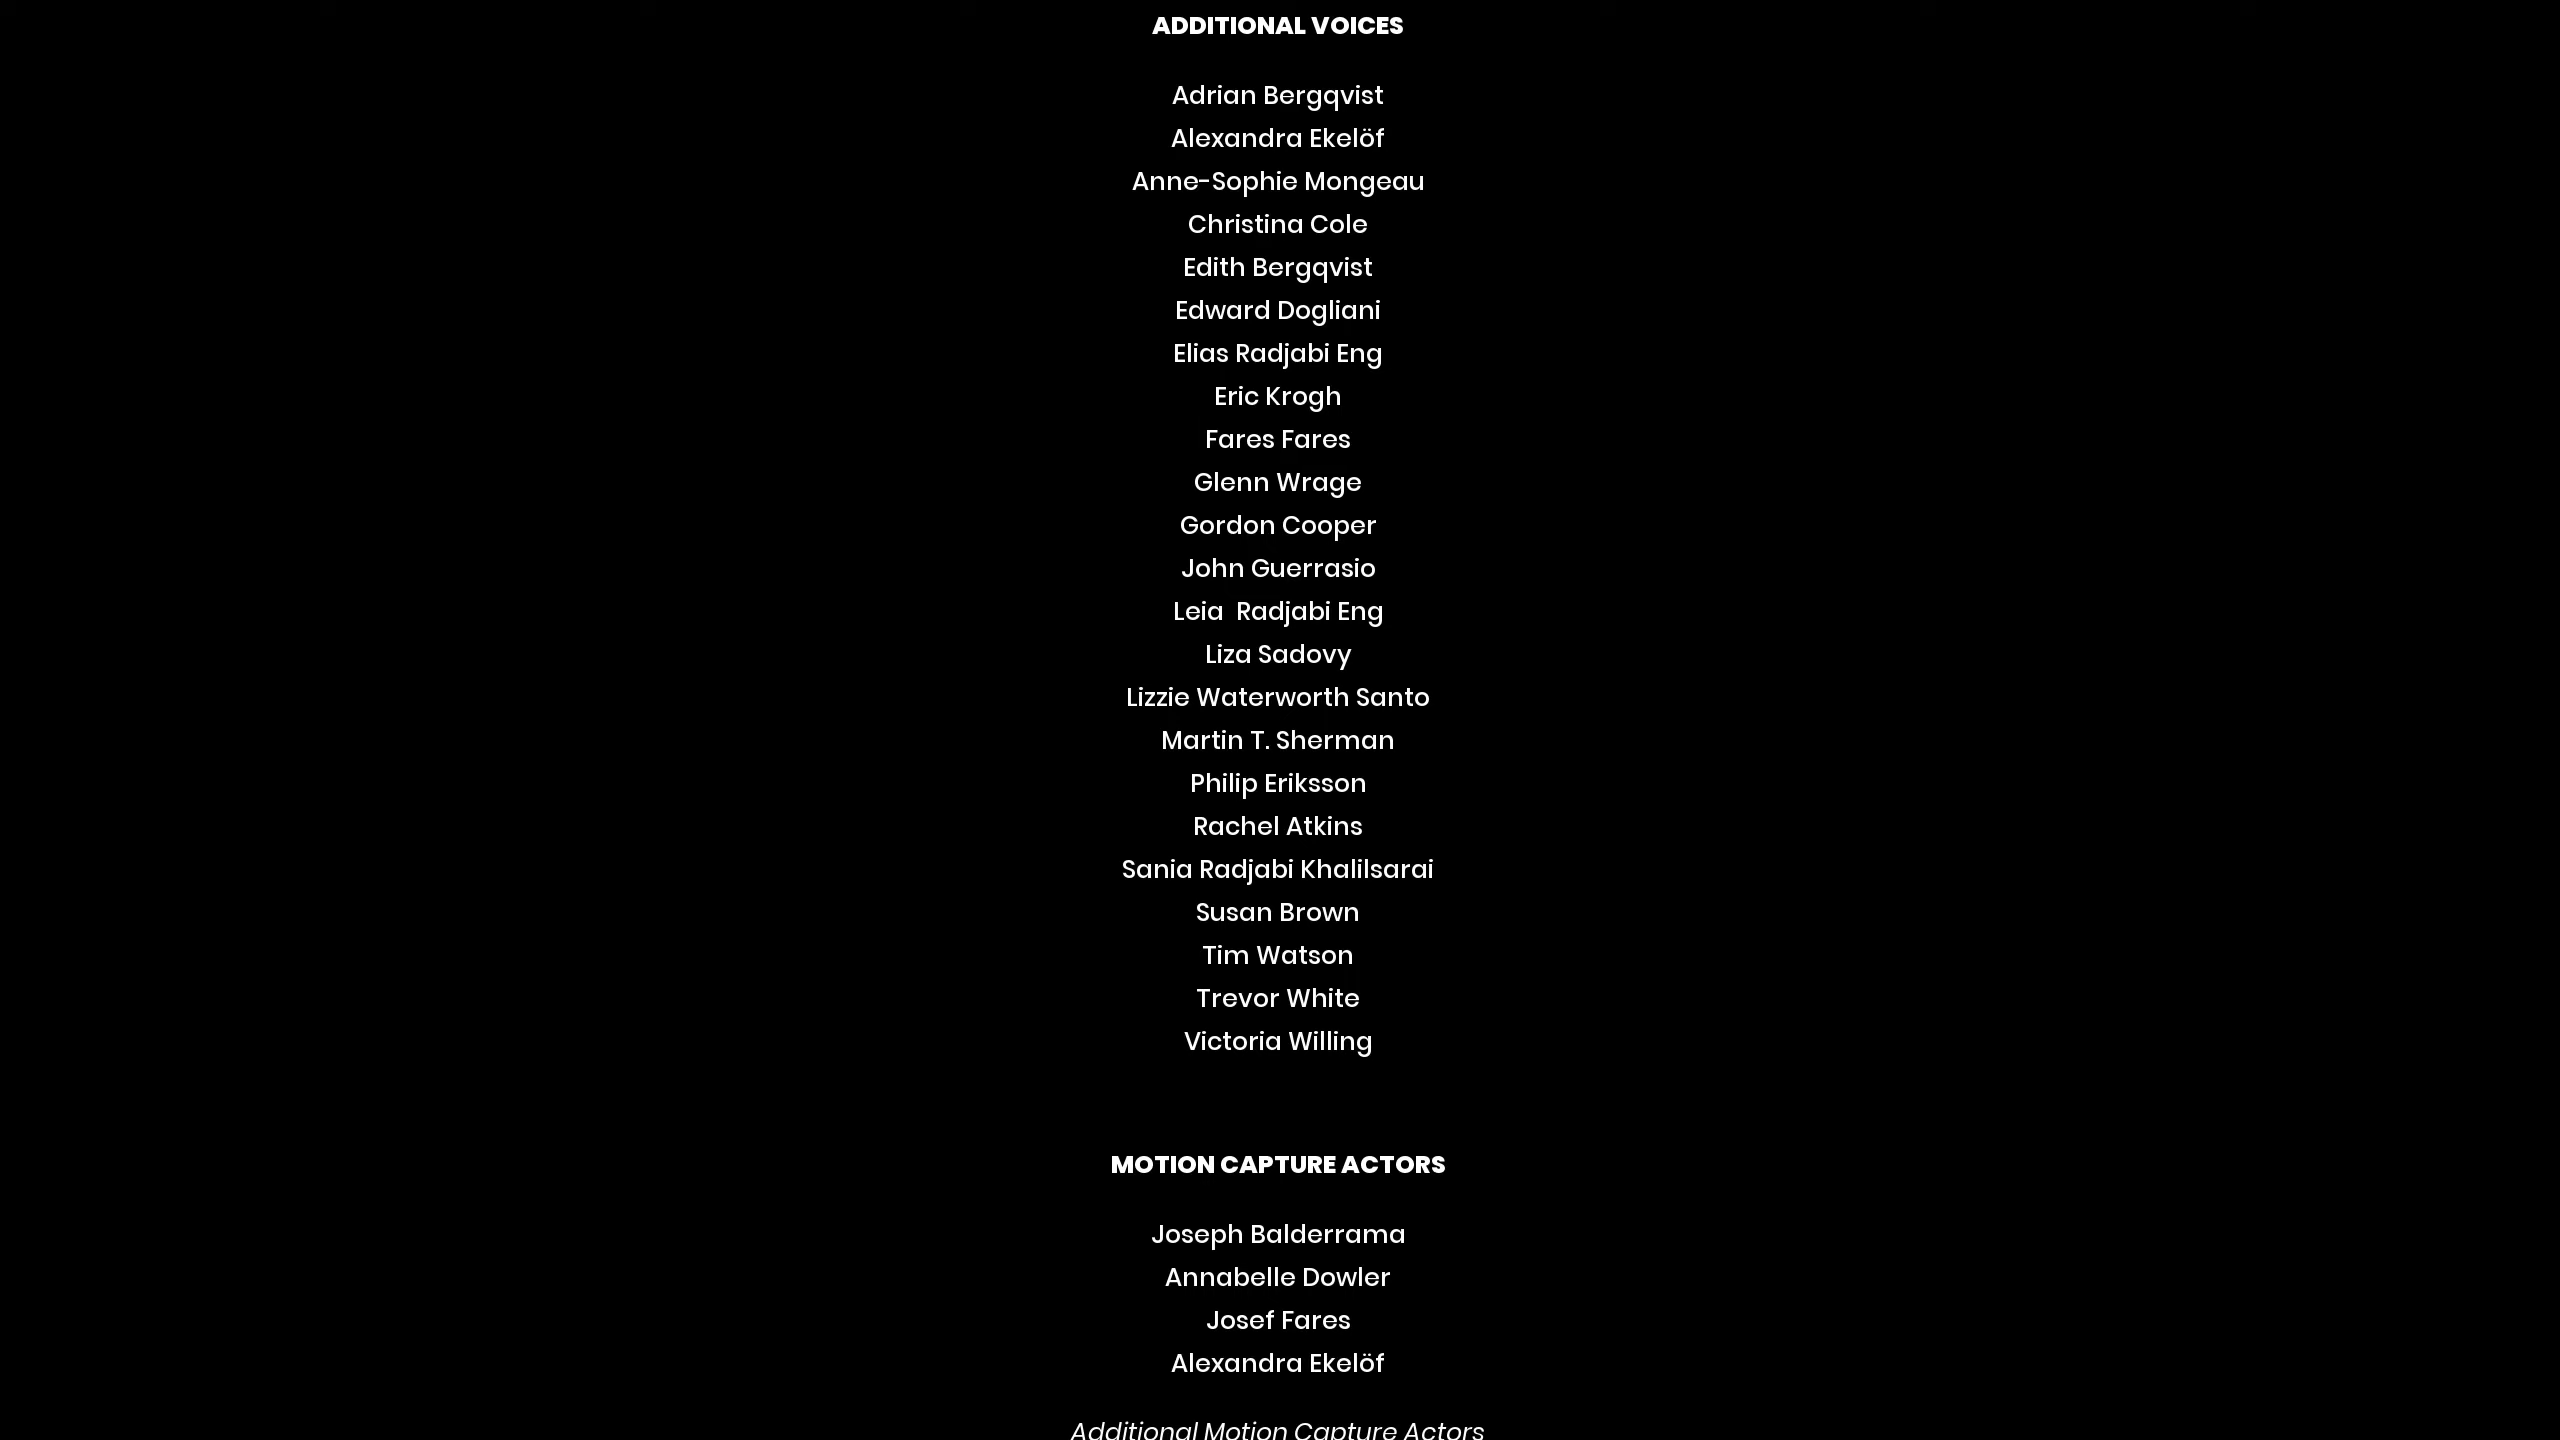 ADDITIONAL VOICES
Adrian Bergqvist
Alexandra Ekelöf
Anne-Sophie Mongeau
Christina Cole
Edith Bergqvist
Edward Dogliani
Elias Radjabi Eng
Eric Krogh
Fares Fares
Glenn Wrage
Gordon Cooper
John Guerrasio
Leia  Radjabi Eng
Liza Sadovy
Lizzie Waterworth Santo
Martin T. Sherman
Philip Eriksson
Rachel Atkins
Sania Radjabi Khalilsarai
Susan Brown
Tim Watson
Trevor White
Victoria Willing
MOTION CAPTURE ACTORS
Joseph Balderrama
Annabelle Dowler
Josef Fares
Alexandra Ekelöf
Additional Motion Capture Actors